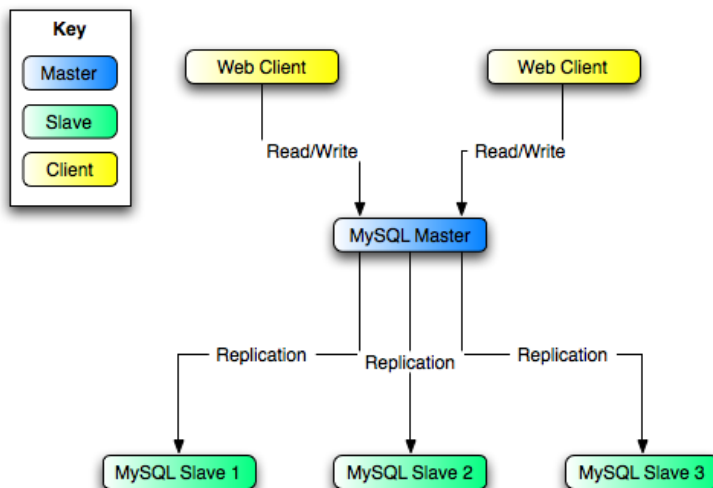 Key
Master
Slave
Client
Web Client
Web Client
Read/Write
Read/Write
MySQL Master
Replication
Replication
Replication
MySQL Slave 1
MySQL Slave 2
MySQL Slave 3